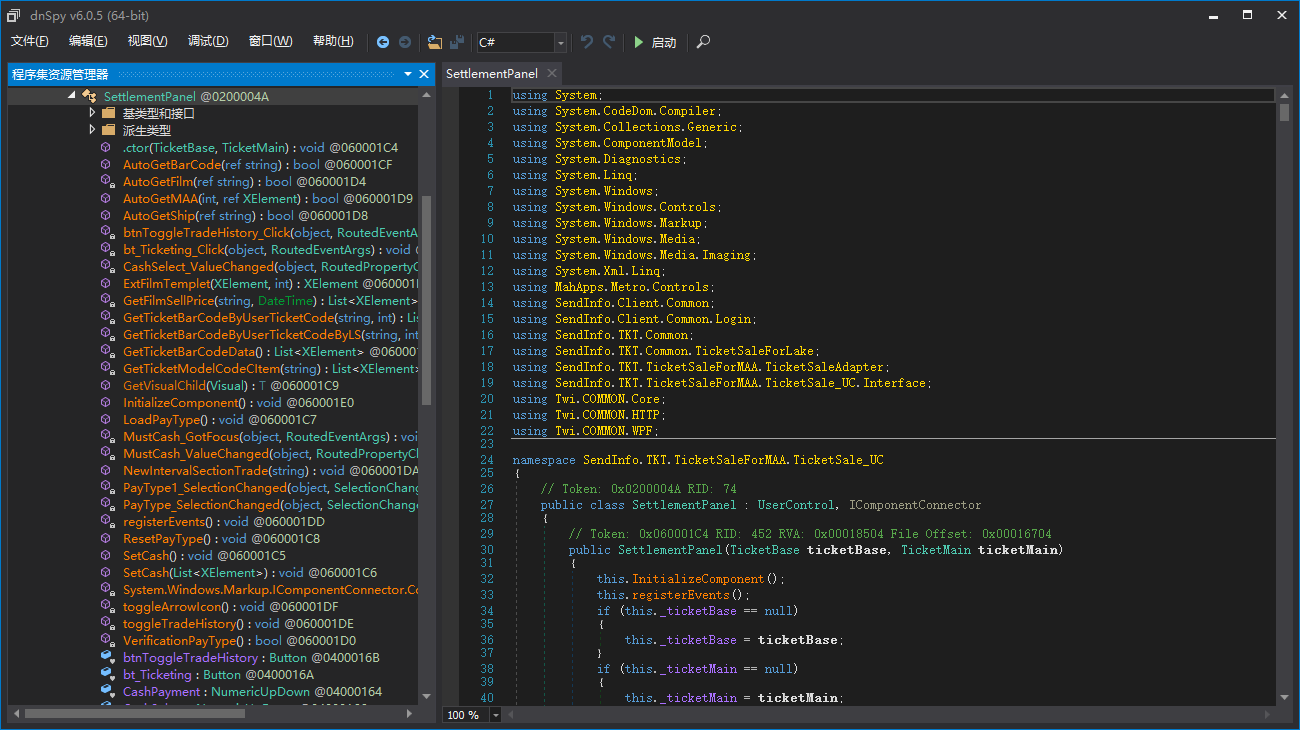 dnSpy v6.0.5 (64-bit)
文件(F) 编辑(E) 视图(V) 调试(D) 窗口(W) 帮助(H) C# 启动
程序集资源管理器
SettlementPanel @0200004A
基类型和接口
派生类型
.ctor(TicketBase, TicketMain) : void @060001C4
AutoGetBarCode(ref string) : bool @060001CF
AutoGetFilm(ref string) : bool @060001D4
AutoGetMAA(int, ref XElement) : bool @060001D9
AutoGetShip(ref string) : bool @060001D8
btnToggleTradeHistory_Click(object, RoutedEventA
bt_Ticketing_Click(object, RoutedEventArgs) : void
CashSelect_ValueChanged(object, RoutedPropertyC
ExtFilmTemplet(XElement, int) : XElement @060001
GetFilmSellPrice(string, DateTime) : List<XElement>
GetTicketBarCodeByUserTicketCode(string, int) : Li
GetTicketBarCodeByUserTicketCodeByLS(string, int
GetTicketBarCodeData() : List<XElement> @06000
GetTicketModelCodeCItem(string) : List<XElement>
GetVisualChild(Visual) : T @060001C9
InitializeComponent() : void @060001E0
LoadPayType() : void @060001C7
MustCash_GotFocus(object, RoutedEventArgs) : voi
MustCash_ValueChanged(object, RoutedPropertyCl
NewIntervalSectionTrade(string) : void @060001DA
PayType1_SelectionChanged(object, SelectionChang
PayType_SelectionChanged(object, SelectionChange
registerEvents() : void @060001DD
ResetPayType() : void @060001C8
SetCash() : void @060001C5
SetCash(List<XElement>) : void @060001C6
System.Windows.Markup.IComponentConnector.Co
toggleArrowIcon() : void @060001DF
toggleTradeHistory() : void @060001DE
VerificationPayType() : bool @060001D0
btnToggleTradeHistory : Button @0400016B
bt_Ticketing : Button @0400016A
CashPayment : NumericUpDown @04000164
SettlementPanel
1 using System;
2 using System.CodeDom.Compiler;
3 using System.Collections.Generic;
4 using System.ComponentModel;
5 using System.Diagnostics;
6 using System.Linq;
7 using System.Windows;
8 using System.Windows.Controls;
9 using System.Windows.Markup;
10 using System.Windows.Media;
11 using System.Windows.Media.Imaging;
12 using System.Xml.Linq;
13 using MahApps.Metro.Controls;
14 using SendInfo.Client.Common;
15 using SendInfo.Client.Common.Login;
16 using SendInfo.TKT.Common;
17 using SendInfo.TKT.Common.TicketSaleForLake;
18 using SendInfo.TKT.TicketSaleForMAA.TicketSaleAdapter;
19 using SendInfo.TKT.TicketSaleForMAA.TicketSale_UC.Interface;
20 using Twi.COMMON.Core;
21 using Twi.COMMON.HTTP;
22 using Twi.COMMON.WPF;
23
24 namespace SendInfo.TKT.TicketSaleForMAA.TicketSale_UC
25 {
26 // Token: 0x0200004A RID: 74
27 public class SettlementPanel : UserControl, IComponentConnector
28 {
29 // Token: 0x060001C4 RID: 452 RVA: 0x00018504 File Offset: 0x00016704
30 public SettlementPanel(TicketBase ticketBase, TicketMain ticketMain)
31 {
32 this.InitializeComponent();
33 this.registerEvents();
34 if (this._ticketBase == null)
35 {
36 this._ticketBase = ticketBase;
37 }
38 if (this._ticketMain == null)
39 {
40 this._ticketMain = ticketMain;
100 %